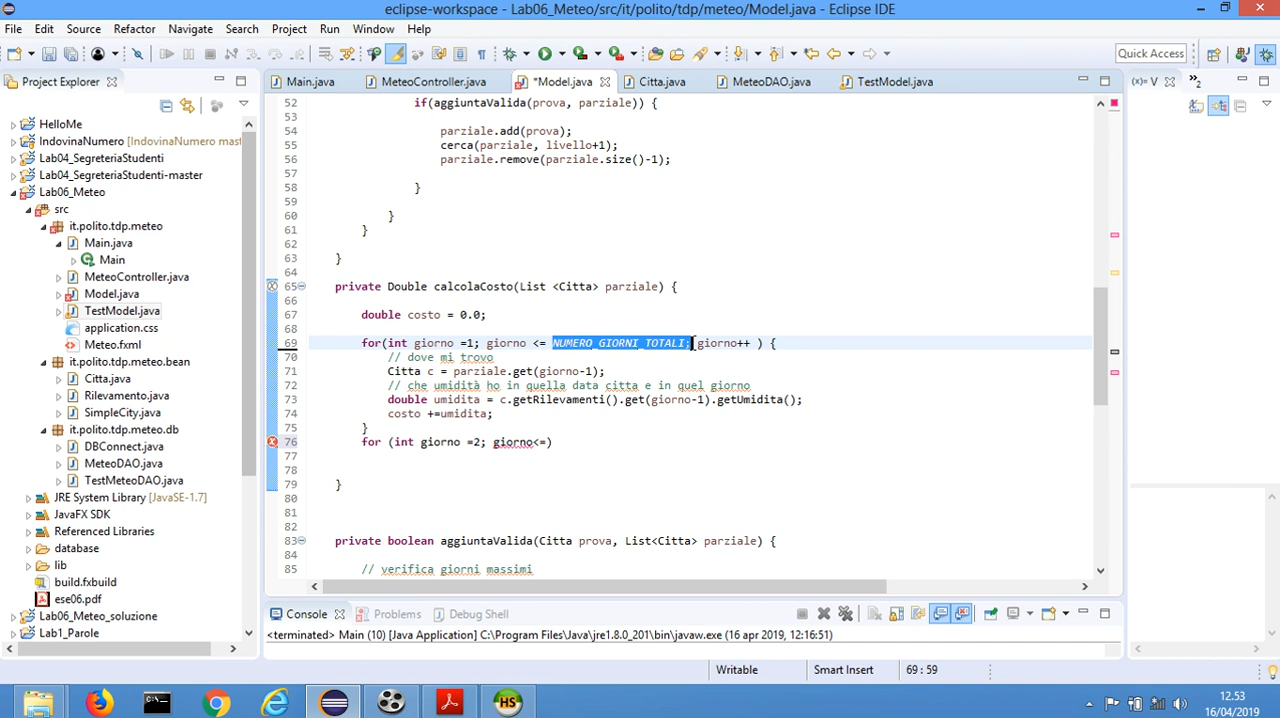 eclipse-workspace - Lab06_Meteo/src/it/polito/tdp/meteo/Model.java - Eclipse IDE
File Edit Source Refactor Navigate Search Project Run Window Help
Quick Access
Project Explorer
Main.java MeteoController.java *Model.java Citta.java MeteoDAO.java TestModel.java
(x)= V 2
HelloMe
IndovinaNumero [IndovinaNumero mast
Lab04_SegreteriaStudenti
Lab04_SegreteriaStudenti-master
Lab06_Meteo
src
it.polito.tdp.meteo
Main.java
Main
MeteoController.java
Model.java
TestModel.java
application.css
Meteo.fxml
it.polito.tdp.meteo.bean
Citta.java
Rilevamento.java
SimpleCity.java
it.polito.tdp.meteo.db
DBConnect.java
MeteoDAO.java
TestMeteoDAO.java
JRE System Library [JavaSE-1.7]
JavaFX SDK
Referenced Libraries
database
lib
build.fxbuild
ese06.pdf
Lab06_Meteo_soluzione
Lab1_Parole
52 if(aggiuntaValida(prova, parziale)) {
53
54 parziale.add(prova);
55 cerca(parziale, livello+1);
56 parziale.remove(parziale.size()-1);
57
58 }
59
60 }
61 }
62
63 }
64
65 private Double calcolaCosto(List <Citta> parziale) {
66
67 double costo = 0.0;
68
69 for(int giorno =1; giorno <= NUMERO_GIORNI_TOTALI; giorno++ ) {
70 // dove mi trovo
71 Citta c = parziale.get(giorno-1);
72 // che umidità ho in quella data citta e in quel giorno
73 double umidita = c.getRilevamenti().get(giorno-1).getUmidita();
74 costo +=umidita;
75 }
76 for (int giorno =2; giorno<=)
77
78
79 }
80
81
82
83 private boolean aggiuntaValida(Citta prova, List<Citta> parziale) {
84
85 // verifica giorni massimi
Console Problems Debug Shell
<terminated> Main (10) [Java Application] C:\Program Files\Java\jre1.8.0_201\bin\javaw.exe (16 apr 2019, 12:16:51)
Writable Smart Insert 69 : 59
HS
12.53
16/04/2019